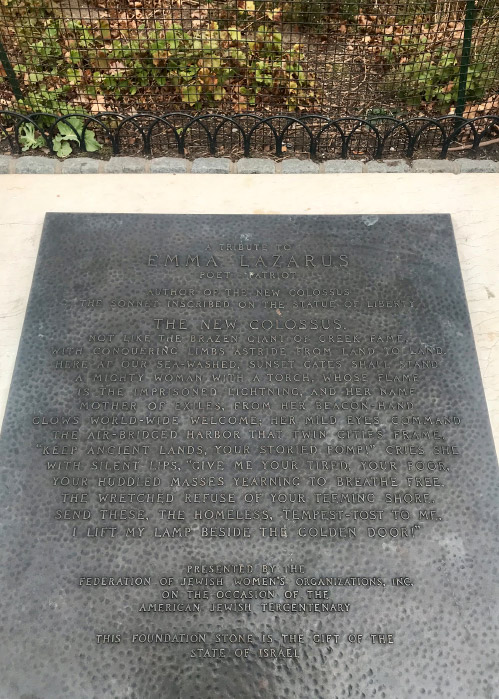 A TRIBUTE TO
EMMA LAZARUS
POET - PATRIOT
AUTHOR OF THE NEW COLOSSUS
THE SONNET INSCRIBED ON THE STATUE OF LIBERTY
THE NEW COLOSSUS.
NOT LIKE THE BRAZEN GIANT OF GREEK FAME,
WITH CONQUERING LIMBS ASTRIDE FROM LAND TO LAND,
HERE AT OUR SEA-WASHED, SUNSET GATES SHALL STAND
A MIGHTY WOMAN WITH A TORCH, WHOSE FLAME
IS THE IMPRISONED LIGHTNING, AND HER NAME
MOTHER OF EXILES. FROM HER BEACON-HAND
GLOWS WORLD-WIDE WELCOME; HER MILD EYES COMMAND
THE AIR-BRIDGED HARBOR THAT TWIN CITIES FRAME.
"KEEP ANCIENT LANDS, YOUR STORIED POMP!" CRIES SHE
WITH SILENT LIPS. "GIVE ME YOUR TIRED, YOUR POOR,
YOUR HUDDLED MASSES YEARNING TO BREATHE FREE,
THE WRETCHED REFUSE OF YOUR TEEMING SHORE.
SEND THESE, THE HOMELESS, TEMPEST-TOST TO ME,
I LIFT MY LAMP BESIDE THE GOLDEN DOOR!"
PRESENTED BY THE
FEDERATION OF JEWISH WOMEN'S ORGANIZATIONS, INC.
ON THE OCCASION OF THE
AMERICAN JEWISH TERCENTENARY
THIS FOUNDATION STONE IS THE GIFT OF THE
STATE OF ISRAEL